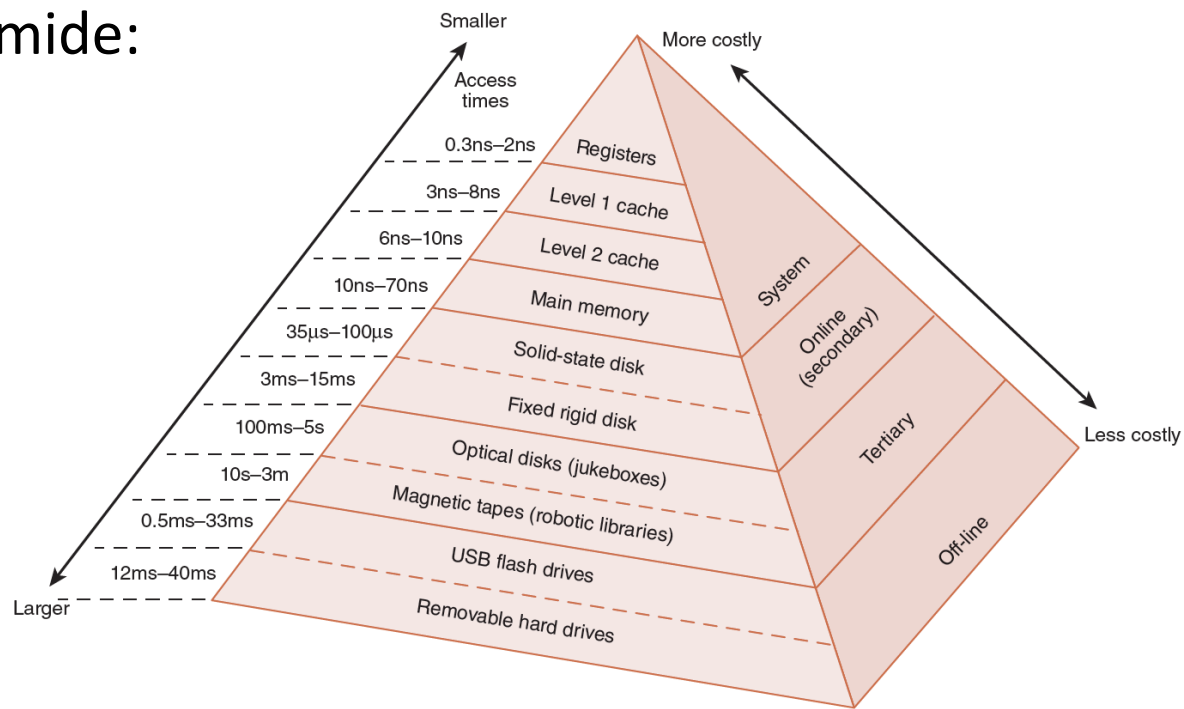 mide:
Smaller
Access
times
More costly
0.3ns–2ns
Registers
3ns–8ns
Level 1 cache
6ns–10ns
Level 2 cache
10ns–70ns
Main memory
35µs–100µs
Solid-state disk
3ms–15ms
Fixed rigid disk
100ms–5s
Optical disks (jukeboxes)
10s–3m
Magnetic tapes (robotic libraries)
0.5ms–33ms
USB flash drives
12ms–40ms
Removable hard drives
Larger
System
Online
(secondary)
Tertiary
Off-line
Less costly